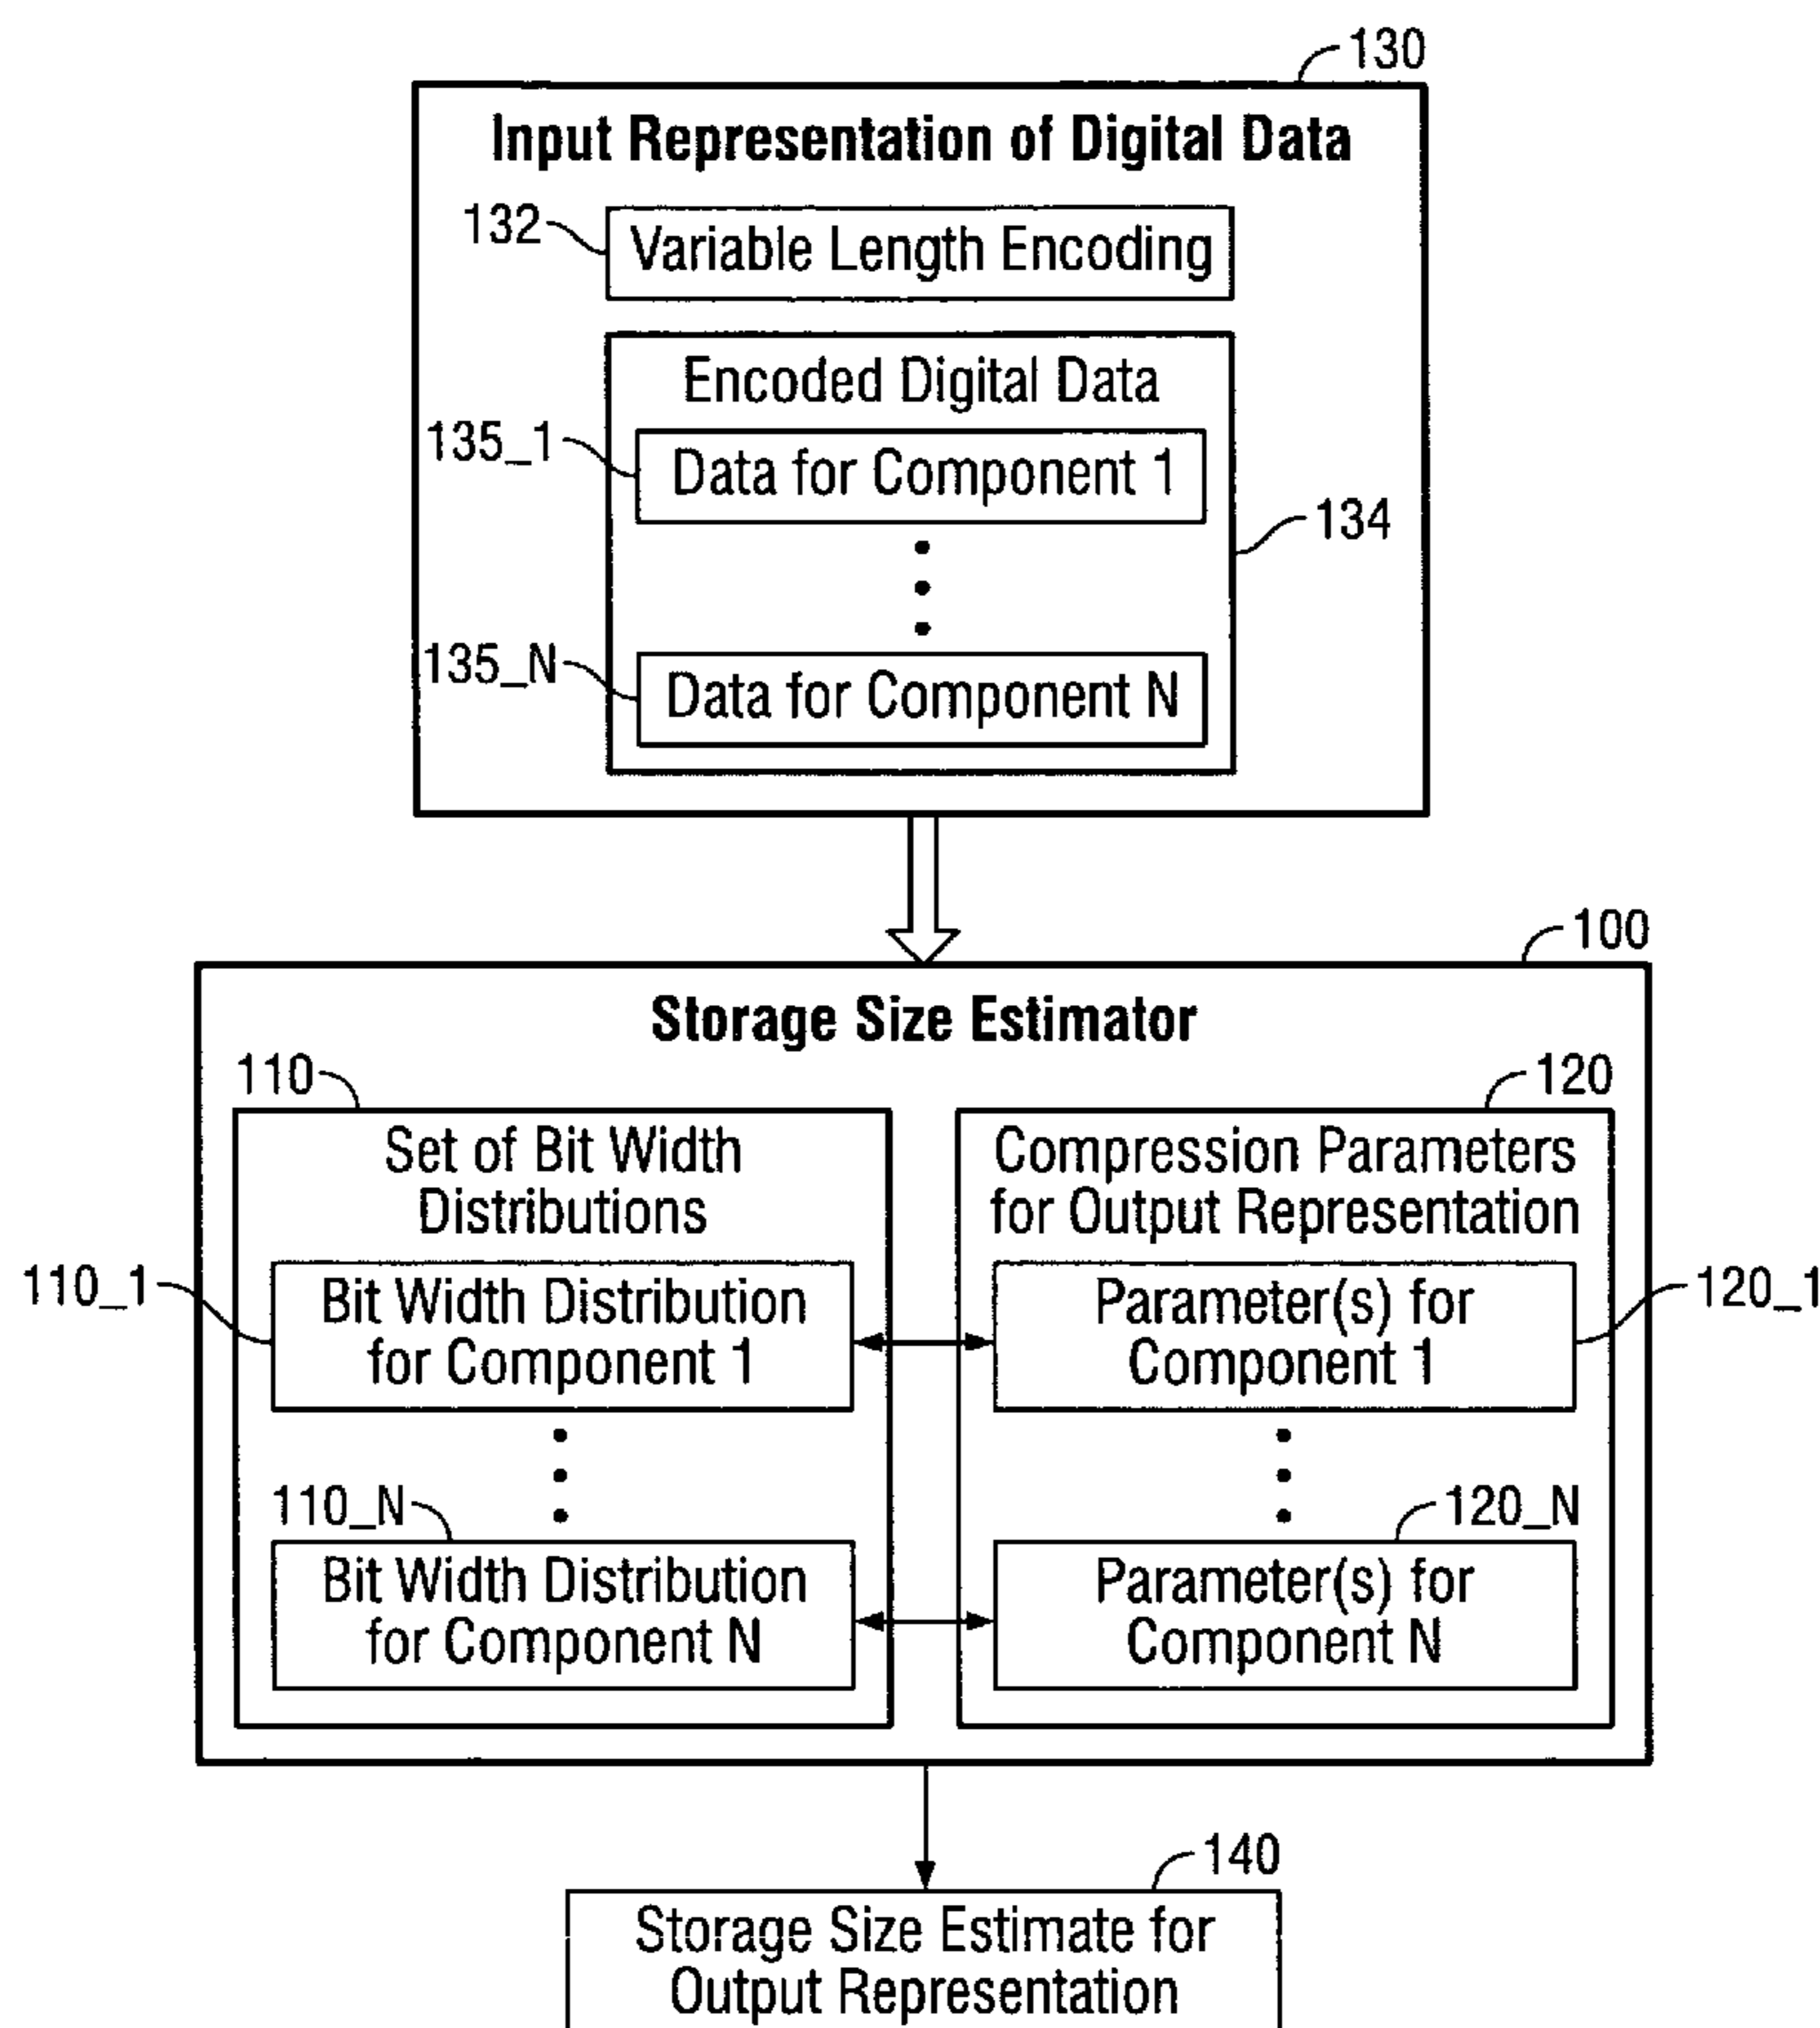 130
Input Representation of Digital Data
132
Variable Length Encoding
Encoded Digital Data
135_1
Data for Component 1
134
135_N
Data for Component N
100
Storage Size Estimator
110
120
Set of Bit Width
Distributions
Compression Parameters
for Output Representation
110_1
Bit Width Distribution
for Component 1
Parameter(s) for
Component 1
120_1
110_N
Bit Width Distribution
for Component N
120_N
Parameter(s) for
Component N
140
Storage Size Estimate for
Output Representation